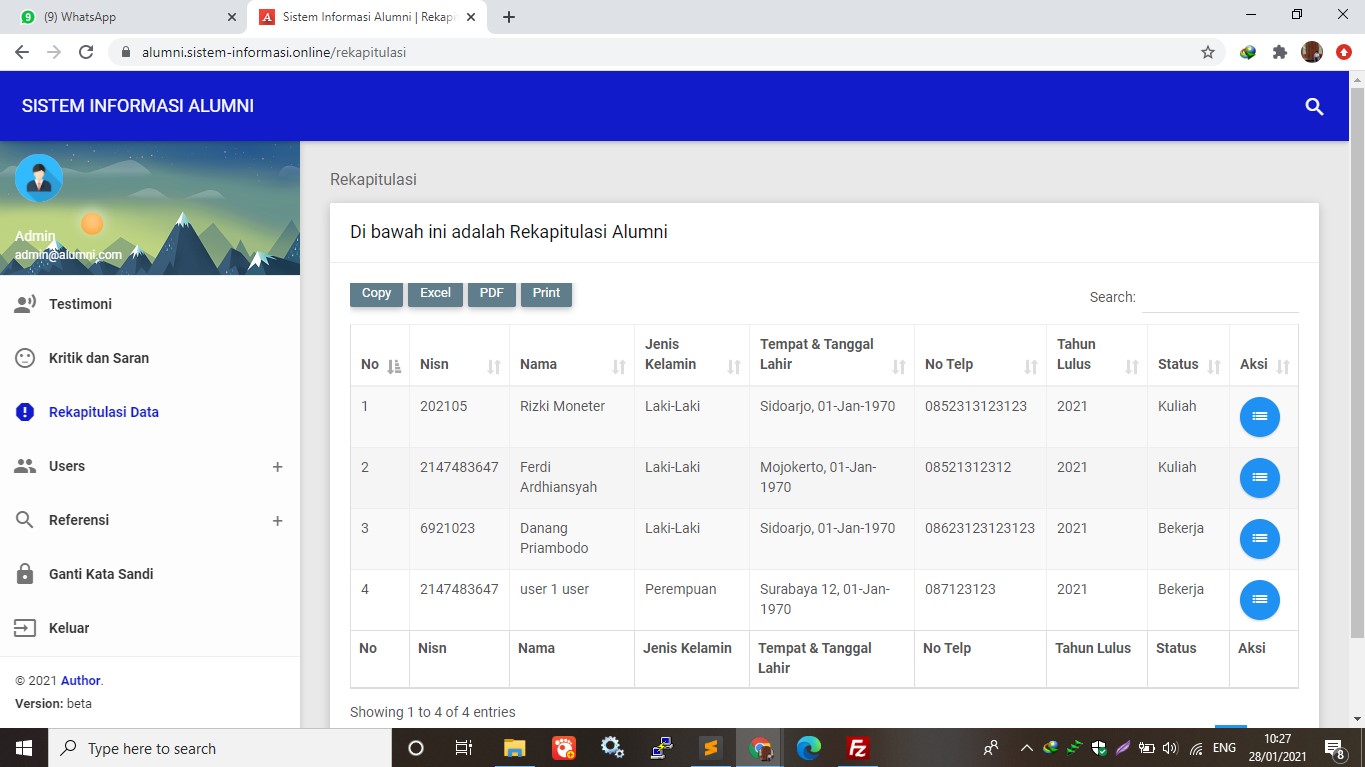 (9) WhatsApp
Sistem Informasi Alumni | Rekapi
alumni.sistem-informasi.online/rekapitulasi
SISTEM INFORMASI ALUMNI
Admin
admin@alumni.com
Testimoni
Kritik dan Saran
Rekapitulasi Data
Users +
Referensi +
Ganti Kata Sandi
Keluar
© 2021 Author.
Version: beta
Rekapitulasi
Di bawah ini adalah Rekapitulasi Alumni
Copy Excel PDF Print
Search:
No Nisn Nama Jenis Kelamin Tempat & Tanggal Lahir No Telp Tahun Lulus Status Aksi
1 202105 Rizki Moneter Laki-Laki Sidoarjo, 01-Jan-1970 0852313123123 2021 Kuliah
2 2147483647 Ferdi Ardhiansyah Laki-Laki Mojokerto, 01-Jan-1970 08521312312 2021 Kuliah
3 6921023 Danang Priambodo Laki-Laki Sidoarjo, 01-Jan-1970 08623123123123 2021 Bekerja
4 2147483647 user 1 user Perempuan Surabaya 12, 01-Jan-1970 087123123 2021 Bekerja
No Nisn Nama Jenis Kelamin Tempat & Tanggal Lahir No Telp Tahun Lulus Status Aksi
Showing 1 to 4 of 4 entries
Type here to search
ENG
10:27
28/01/2021
8